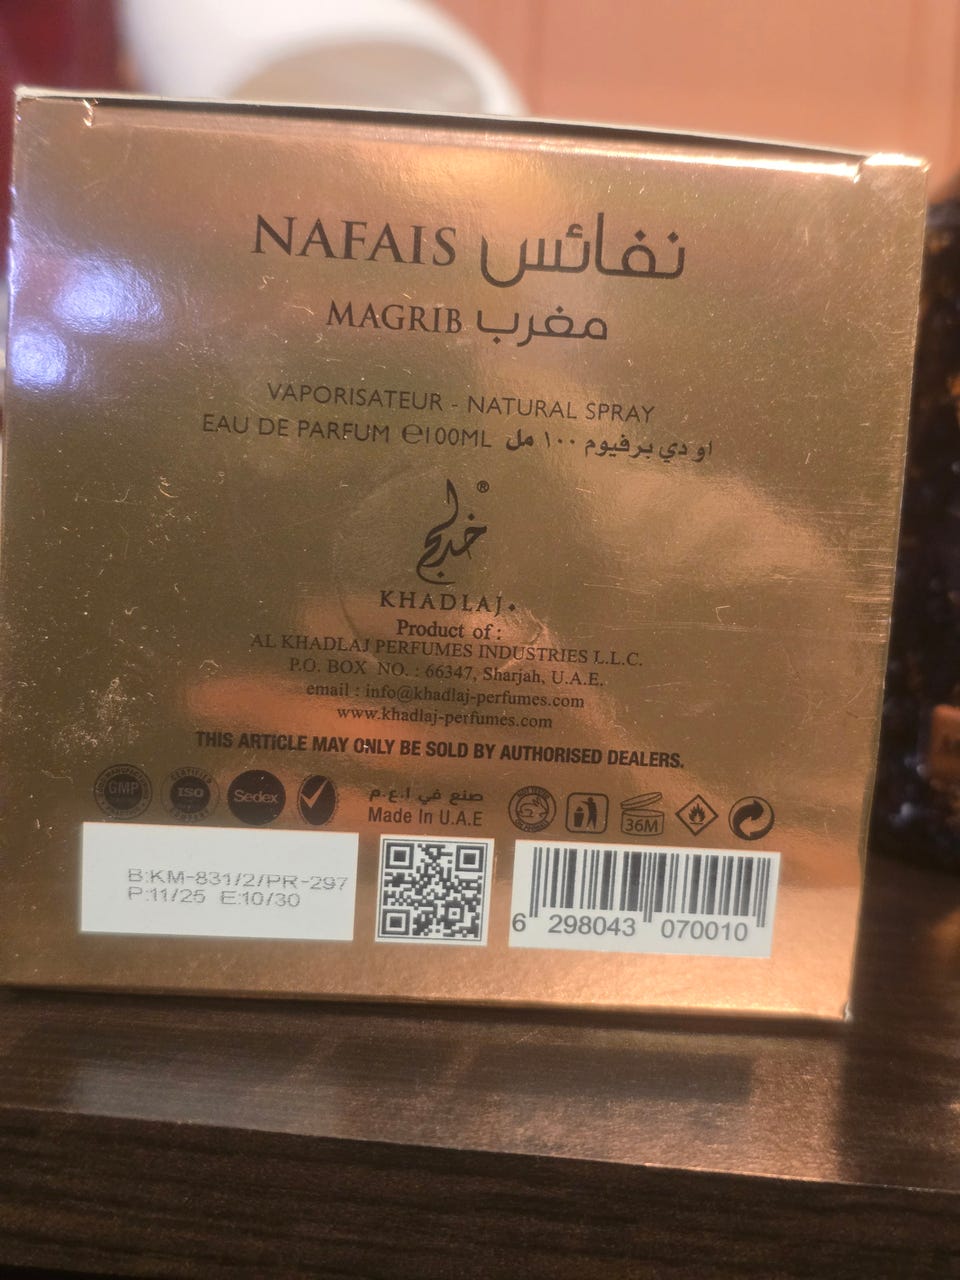 NAFAIS نفائس
MAGRIB مغرب
VAPORISATEUR - NATURAL SPRAY
EAU DE PARFUM ℮100ML او دي برفيوم ١٠٠ مل
خدلج®
KHADLAJ
Product of :
AL KHADLAJ PERFUMES INDUSTRIES L.L.C.
P.O. BOX NO. : 66347, Sharjah, U.A.E.
email : info@khadlaj-perfumes.com
www.khadlaj-perfumes.com
THIS ARTICLE MAY ONLY BE SOLD BY AUTHORISED DEALERS.
GMP
CERTIFIED ISO COMPANY
Sedex
صنع في ا.ع.م
Made In U.A.E
36M
B:KM-831/2/PR-297
P:11/25 E:10/30
6 298043 070010